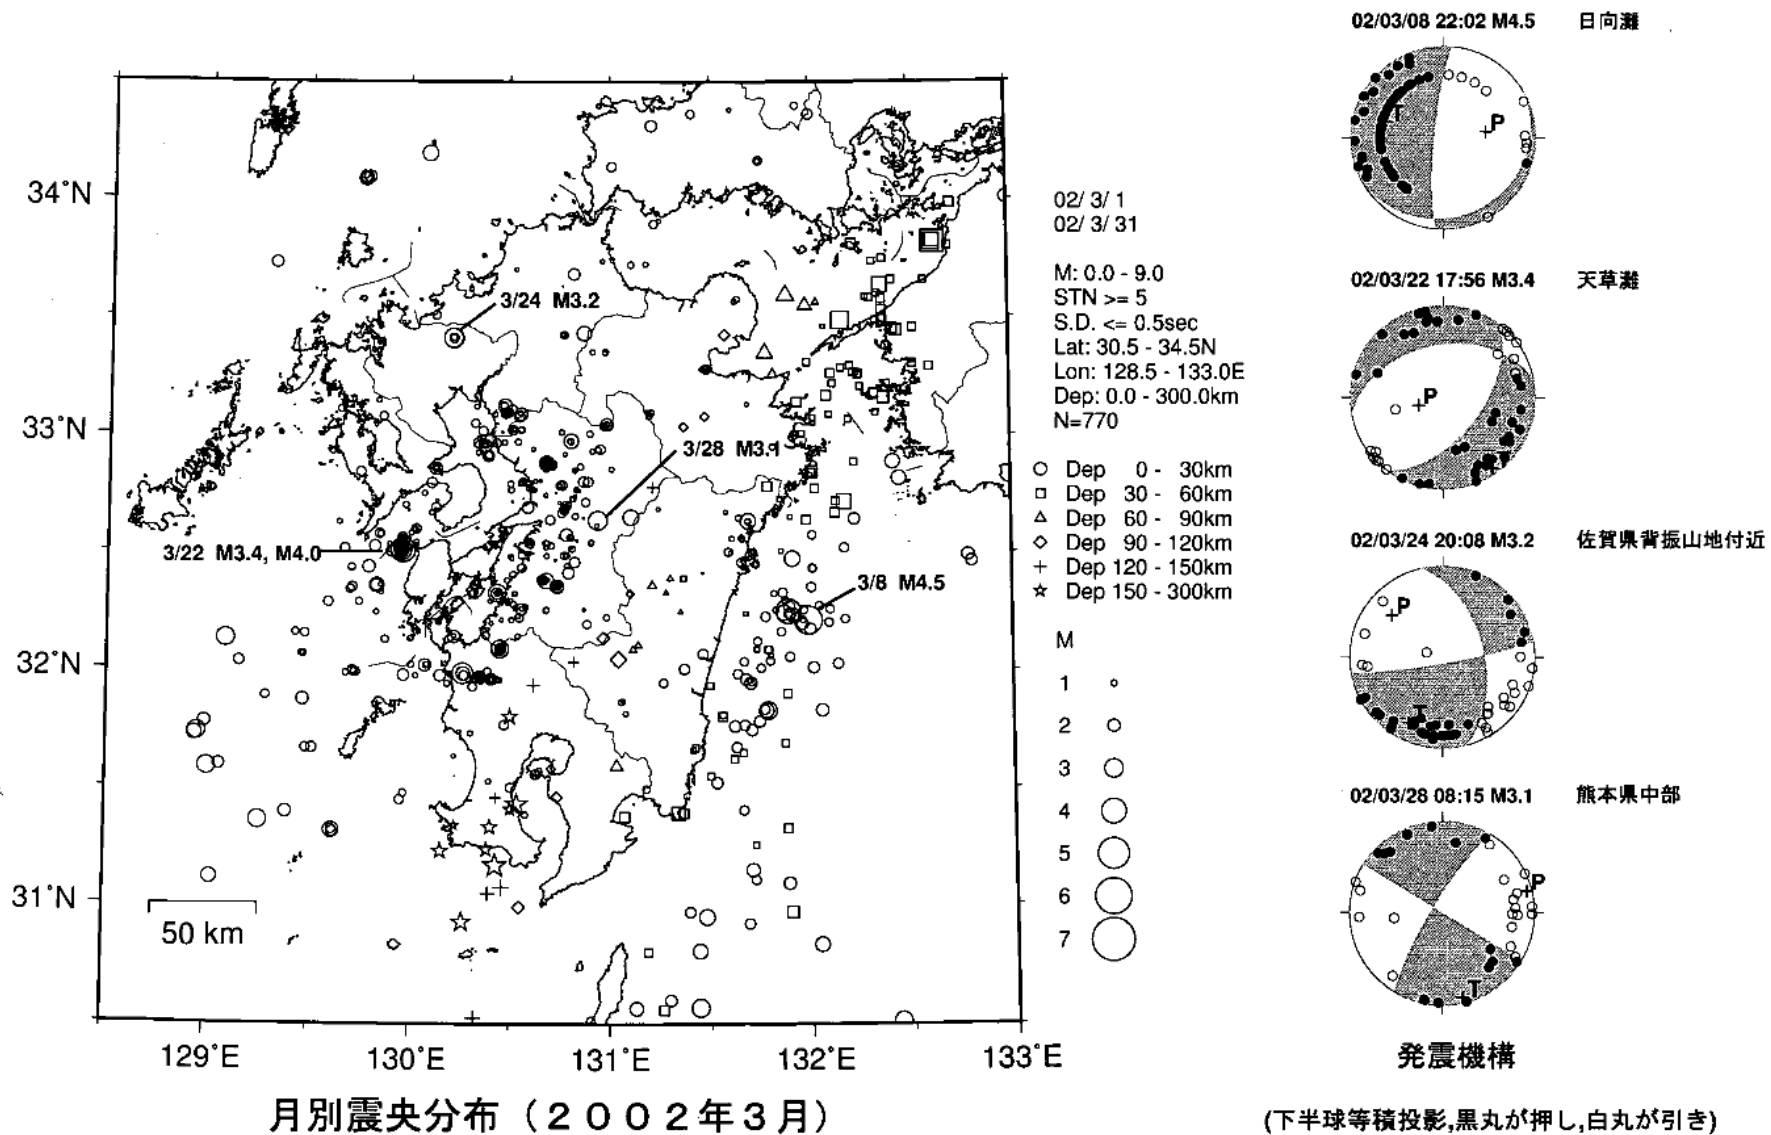 34°N
33°N
32°N
31°N
129°E
130°E
131°E
132°E
133°E
3/24 M3.2
3/28 M3.1
3/22 M3.4, M4.0
3/8 M4.5
50 km
月別震央分布（２００２年３月）
02/ 3/ 1
02/ 3/ 31
M: 0.0 - 9.0
STN >= 5
S.D. <= 0.5sec
Lat: 30.5 - 34.5N
Lon: 128.5 - 133.0E
Dep: 0.0 - 300.0km
N=770
Dep 0 - 30km
Dep 30 - 60km
Dep 60 - 90km
Dep 90 - 120km
Dep 120 - 150km
Dep 150 - 300km
M
1
2
3
4
5
6
7
02/03/08 22:02 M4.5 日向灘
T
P
02/03/22 17:56 M3.4 天草灘
P
02/03/24 20:08 M3.2 佐賀県背振山地付近
P
T
02/03/28 08:15 M3.1 熊本県中部
P
T
発震機構
(下半球等積投影,黒丸が押し,白丸が引き)